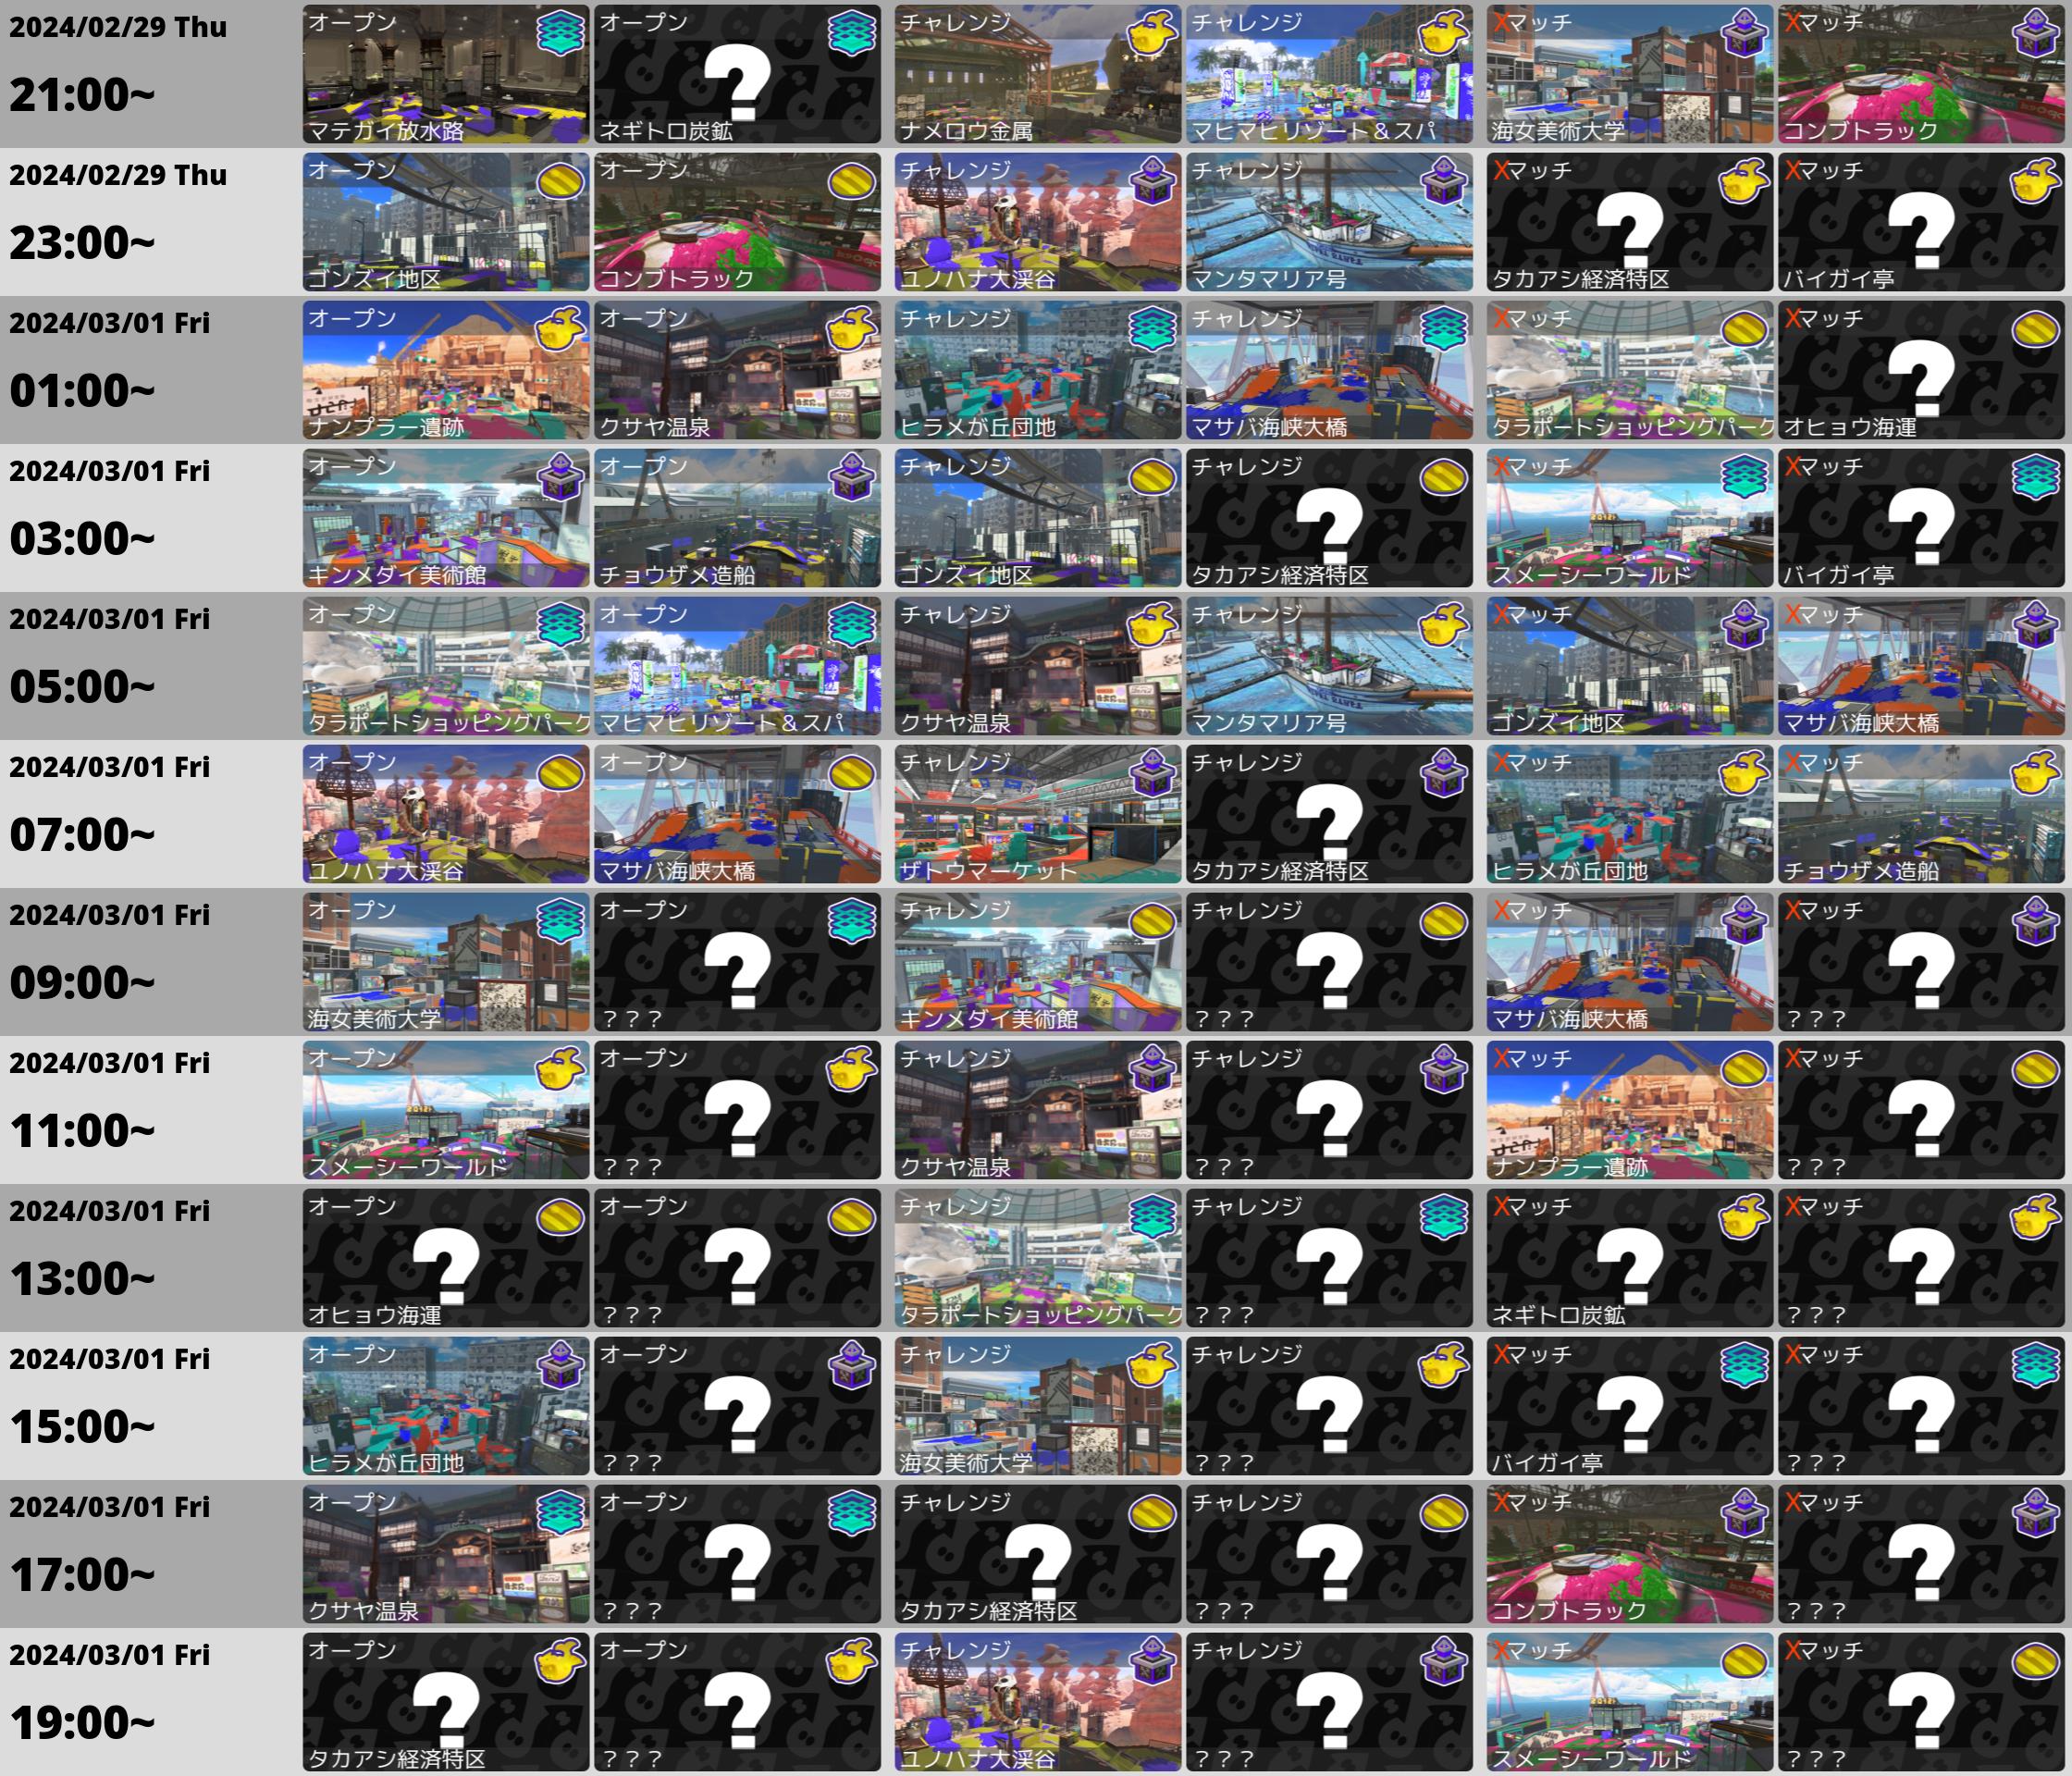 2024/02/29 Thu
21:00~
オープン
マテガイ放水路
オープン
ネギトロ炭鉱
チャレンジ
ナメロウ金属
チャレンジ
マヒマヒリゾート＆スパ
Xマッチ
海女美術大学
Xマッチ
コンブトラック
2024/02/29 Thu
23:00~
オープン
ゴンズイ地区
オープン
コンブトラック
チャレンジ
ユノハナ大渓谷
チャレンジ
マンタマリア号
Xマッチ
タカアシ経済特区
Xマッチ
バイガイ亭
2024/03/01 Fri
01:00~
オープン
ナンプラー遺跡
オープン
クサヤ温泉
チャレンジ
ヒラメが丘団地
チャレンジ
マサバ海峡大橋
Xマッチ
タラポートショッピングパーク
Xマッチ
オヒョウ海運
2024/03/01 Fri
03:00~
オープン
キンメダイ美術館
オープン
チョウザメ造船
チャレンジ
ゴンズイ地区
チャレンジ
タカアシ経済特区
Xマッチ
スメーシーワールド
Xマッチ
バイガイ亭
2024/03/01 Fri
05:00~
オープン
タラポートショッピングパーク
オープン
マヒマヒリゾート＆スパ
チャレンジ
クサヤ温泉
チャレンジ
マンタマリア号
Xマッチ
ゴンズイ地区
Xマッチ
マサバ海峡大橋
2024/03/01 Fri
07:00~
オープン
ユノハナ大渓谷
オープン
マサバ海峡大橋
チャレンジ
ザトウマーケット
チャレンジ
タカアシ経済特区
Xマッチ
ヒラメが丘団地
Xマッチ
チョウザメ造船
2024/03/01 Fri
09:00~
オープン
海女美術大学
オープン
？？？
チャレンジ
キンメダイ美術館
チャレンジ
？？？
Xマッチ
マサバ海峡大橋
Xマッチ
？？？
2024/03/01 Fri
11:00~
オープン
スメーシーワールド
オープン
？？？
チャレンジ
クサヤ温泉
チャレンジ
？？？
Xマッチ
ナンプラー遺跡
Xマッチ
？？？
2024/03/01 Fri
13:00~
オープン
オヒョウ海運
オープン
？？？
チャレンジ
タラポートショッピングパーク
チャレンジ
？？？
Xマッチ
ネギトロ炭鉱
Xマッチ
？？？
2024/03/01 Fri
15:00~
オープン
ヒラメが丘団地
オープン
？？？
チャレンジ
海女美術大学
チャレンジ
？？？
Xマッチ
バイガイ亭
Xマッチ
？？？
2024/03/01 Fri
17:00~
オープン
クサヤ温泉
オープン
？？？
チャレンジ
タカアシ経済特区
チャレンジ
？？？
Xマッチ
コンブトラック
Xマッチ
？？？
2024/03/01 Fri
19:00~
オープン
タカアシ経済特区
オープン
？？？
チャレンジ
ユノハナ大渓谷
チャレンジ
？？？
Xマッチ
スメーシーワールド
Xマッチ
？？？